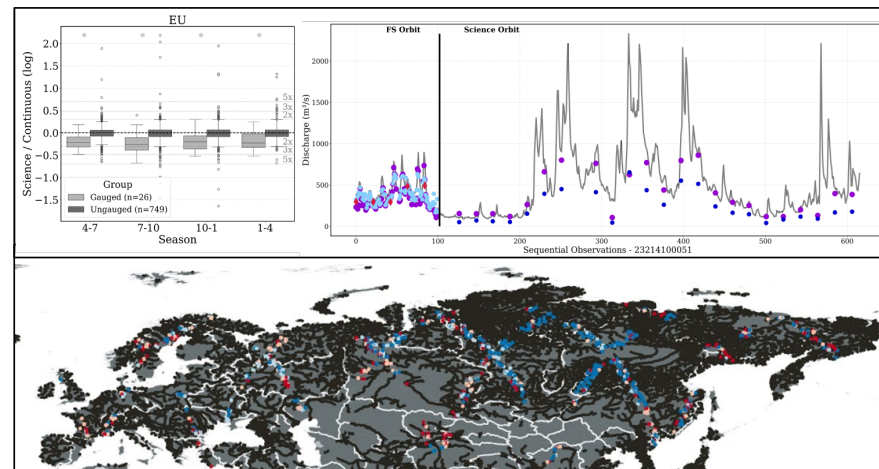 EU
Science / Continuous (log)
2.0
1.5
1.0
0.5
0.0
−0.5
−1.0
−1.5
* * * *
5x
3x
2x
2x
3x
5x
Group
Gauged (n=26)
Ungauged (n=749)
4-7 7-10 10-1 1-4
Season
FS Orbit Science Orbit
Discharge (m³/s)
2000
1500
1000
500
0
0 100 200 300 400 500 600
Sequential Observations - 23214100051